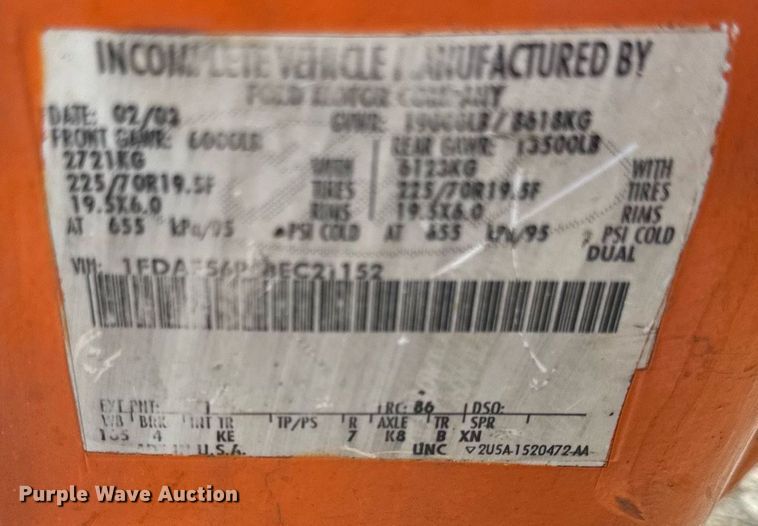 INCOMPLETE VEHICLE MANUFACTURED BY
FORD MOTOR COMPANY
DATE: 02/03 GVWR: 19000LB / 8618KG
FRONT GAWR: 6000LB REAR GAWR: 13500LB
2721KG WITH 6123KG WITH
225/70R19.5F TIRES 225/70R19.5F TIRES
19.5X6.0 RIMS 19.5X6.0 RIMS
AT 655 kPa/95 PSI COLD AT 655 kPa/95 PSI COLD
DUAL
VIN:
EXT PNT: RC: 86 DSO:
WB BRK INT TR TP/PS R AXLE TR SPR
165 4 KE 7 K8 B XN
IN U.S.A. UNC ▽2U5A-1520472-AA
Purple Wave Auction